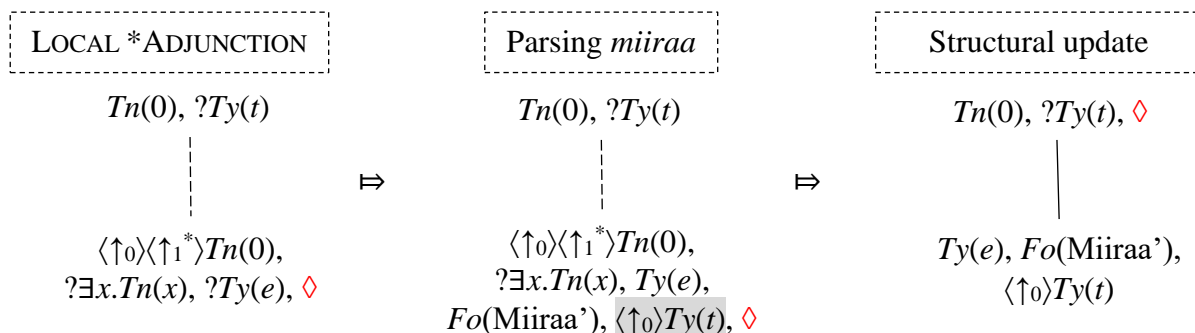 LOCAL *ADJUNCTION
Parsing miiraa
Structural update
Tn(0), ?Ty(t)
Tn(0), ?Ty(t)
Tn(0), ?Ty(t), ◊
⤇
⤇
⟨↑₀⟩⟨↑₁*⟩Tn(0),
?∃x.Tn(x), ?Ty(e), ◊
⟨↑₀⟩⟨↑₁*⟩Tn(0),
?∃x.Tn(x), Ty(e),
Fo(Miiraa’), ⟨↑₀⟩Ty(t), ◊
Ty(e), Fo(Miiraa’),
⟨↑₀⟩Ty(t)